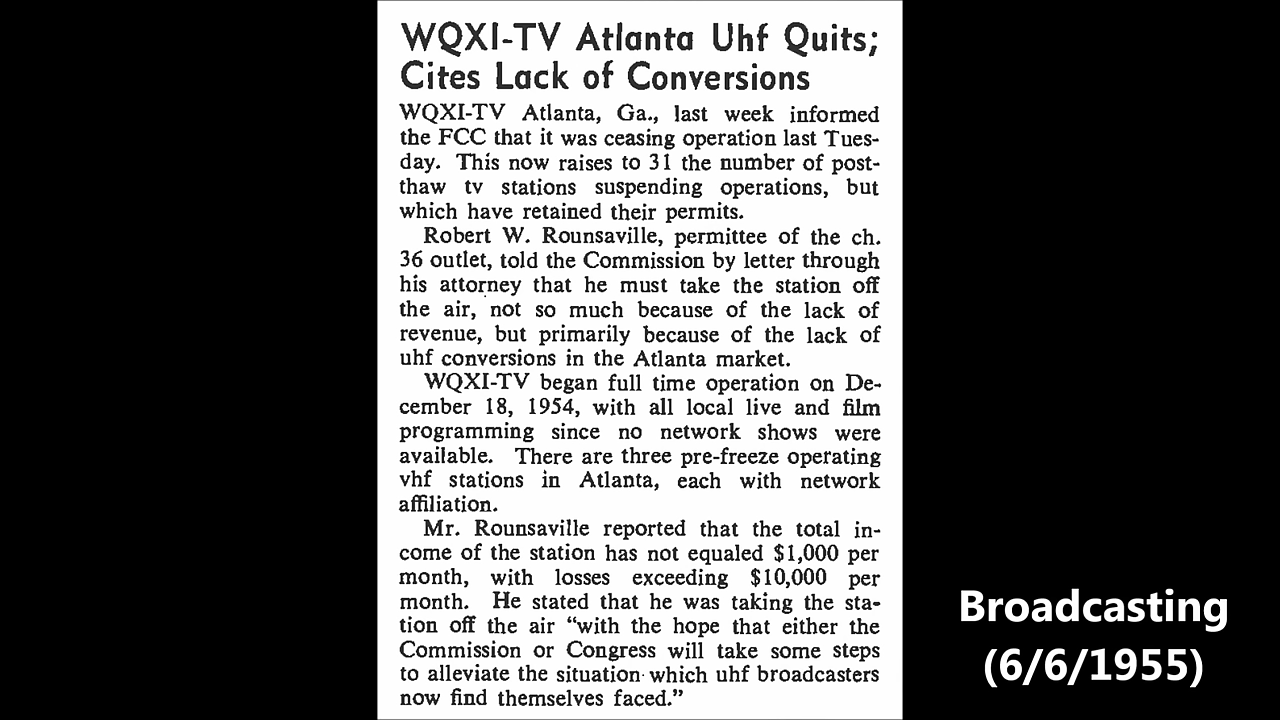 WQXI-TV Atlanta Uhf Quits;
Cites Lack of Conversions
WQXI-TV Atlanta, Ga., last week informed
the FCC that it was ceasing operation last Tues-
day. This now raises to 31 the number of post-
thaw tv stations suspending operations, but
which have retained their permits.
Robert W. Rounsaville, permittee of the ch.
36 outlet, told the Commission by letter through
his attorney that he must take the station off
the air, not so much because of the lack of
revenue, but primarily because of the lack of
uhf conversions in the Atlanta market.
WQXI-TV began full time operation on De-
cember 18, 1954, with all local live and film
programming since no network shows were
available. There are three pre-freeze operating
vhf stations in Atlanta, each with network
affiliation.
Mr. Rounsaville reported that the total in-
come of the station has not equaled $1,000 per
month, with losses exceeding $10,000 per
month. He stated that he was taking the sta-
tion off the air “with the hope that either the
Commission or Congress will take some steps
to alleviate the situation which uhf broadcasters
now find themselves faced.”
Broadcasting
(6/6/1955)